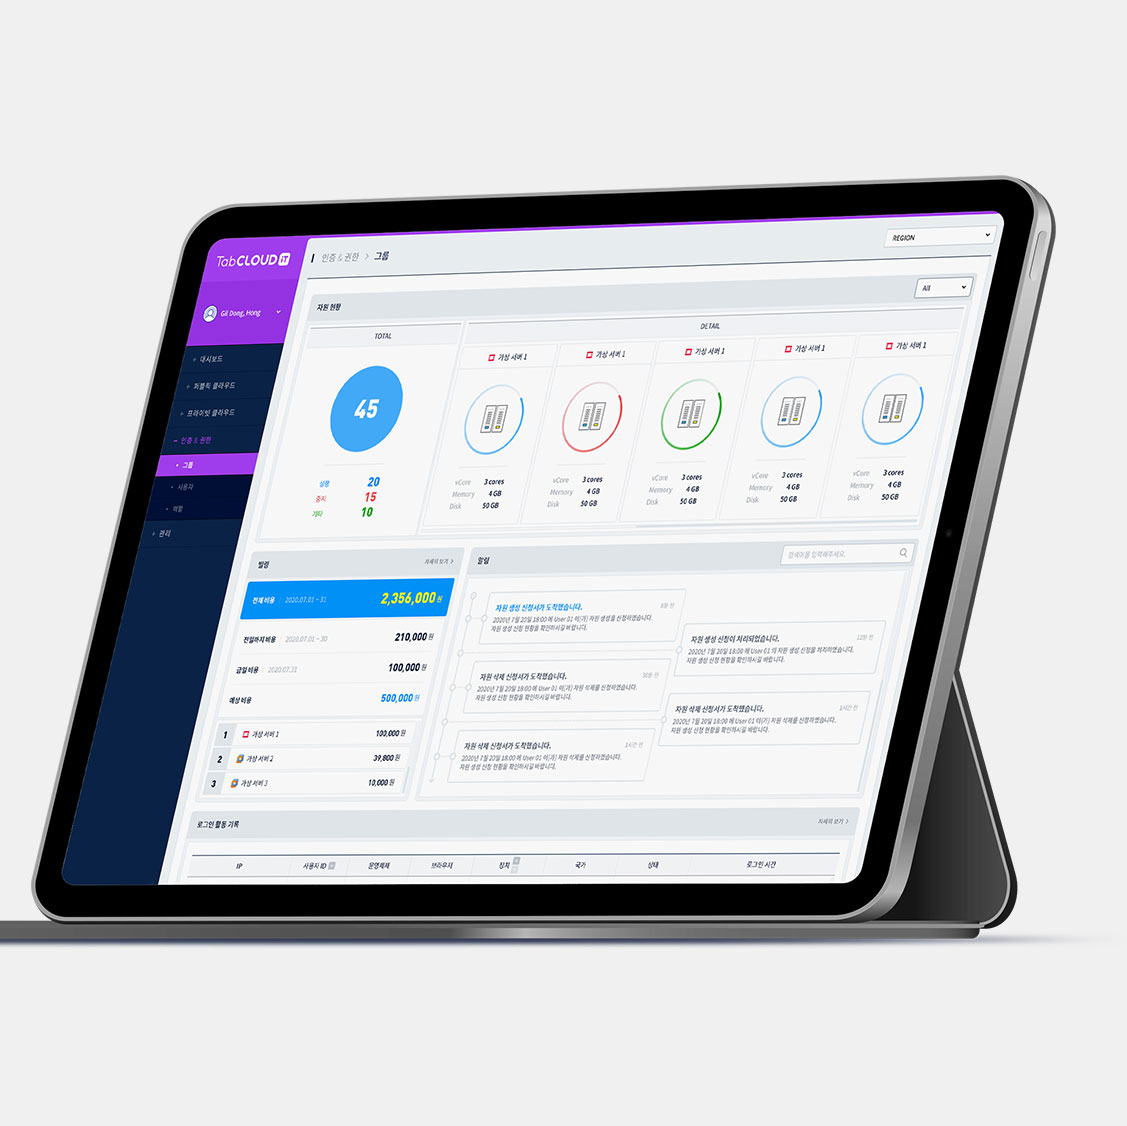 TabCLOUD IT
인증 & 권한 > 그룹
REGION
Gil Dong, Hong
+ 대시보드
+ 퍼블릭 클라우드
+ 프라이빗 클라우드
− 인증 & 권한
• 그룹
• 사용자
• 역할
+ 관리
자원 현황
All
TOTAL
45
실행 20
중지 15
기타 10
DETAIL
가상 서버 1
vCore 3 cores
Memory 4 GB
Disk 50 GB
가상 서버 1
vCore 3 cores
Memory 4 GB
Disk 50 GB
가상 서버 1
vCore 3 cores
Memory 4 GB
Disk 50 GB
가상 서버 1
vCore 3 cores
Memory 4 GB
Disk 50 GB
가상 서버 1
vCore 3 cores
Memory 4 GB
Disk 50 GB
빌링
자세히 보기 >
전체 비용 2020.07.01 ~ 31 2,356,000 원
전일까지 비용 2020.07.01 ~30 210,000 원
금일 비용 2020.07.31 100,000 원
예상 비용 500,000 원
1 가상 서버 1 100,000 원
2 가상 서버 2 39,800 원
3 가상 서버 3 10,000 원
알람
검색어를 입력해주세요.
자원 생성 신청서가 도착했습니다.
2020년 7월 20일 18:00 에 User 01 이(가) 자원 생성을 신청하였습니다.
자원 생성 신청 현황을 확인하시길 바랍니다.
자원 생성 신청이 처리되었습니다.
12분 전
2020년 7월 20일 18:00 에 User 01 의 자원 생성 신청을 처리하였습니다.
자원 생성 신청 현황을 확인하시길 바랍니다.
자원 삭제 신청서가 도착했습니다.
30분 전
2020년 7월 20일 18:00 에 User 01 이(가) 자원 삭제를 신청하였습니다.
자원 생성 신청 현황을 확인하시길 바랍니다.
자원 삭제 신청서가 도착했습니다.
2020년 7월 20일 18:00 에 User 01 이(가) 자원 삭제를 신청하였습니다.
자원 생성 신청 현황을 확인하시길 바랍니다.
자원 삭제 신청서가 도착했습니다.
2020년 7월 20일 18:00 에 User 01 이(가) 자원 삭제를 신청하였습니다.
자원 생성 신청 현황을 확인하시길 바랍니다.
로그인 활동 기록
자세히 보기 >
IP 사용자 ID 운영체제 브라우저 장치 국가 상태 로그인 시간